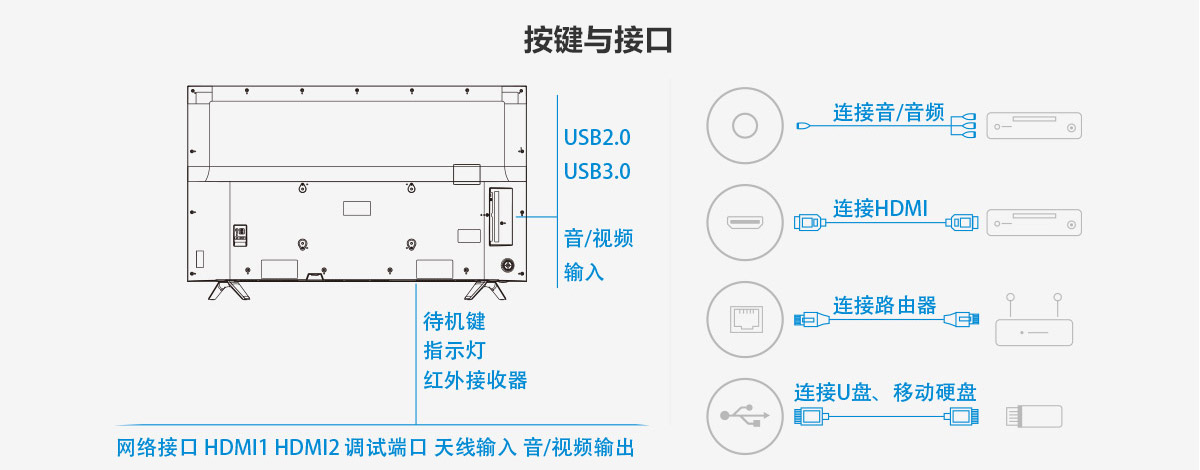 按键与接口
USB2.0
USB3.0
音/视频
输入
待机键
指示灯
红外接收器
网络接口 HDMI1 HDMI2 调试端口 天线输入 音/视频输出
连接音/音频
连接HDMI
连接路由器
连接U盘、移动硬盘